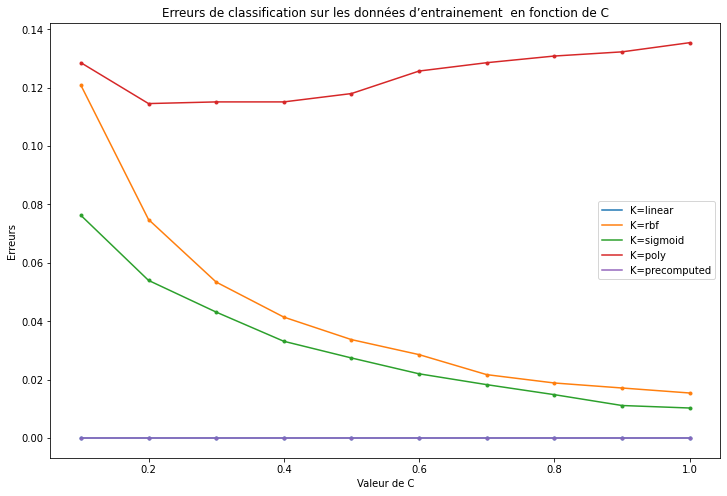 Erreurs de classification sur les données d’entrainement  en fonction de C
0.14
0.12
0.10
0.08
0.06
0.04
0.02
0.00
Erreurs
K=linear
K=rbf
K=sigmoid
K=poly
K=precomputed
0.2
0.4
0.6
0.8
1.0
Valeur de C